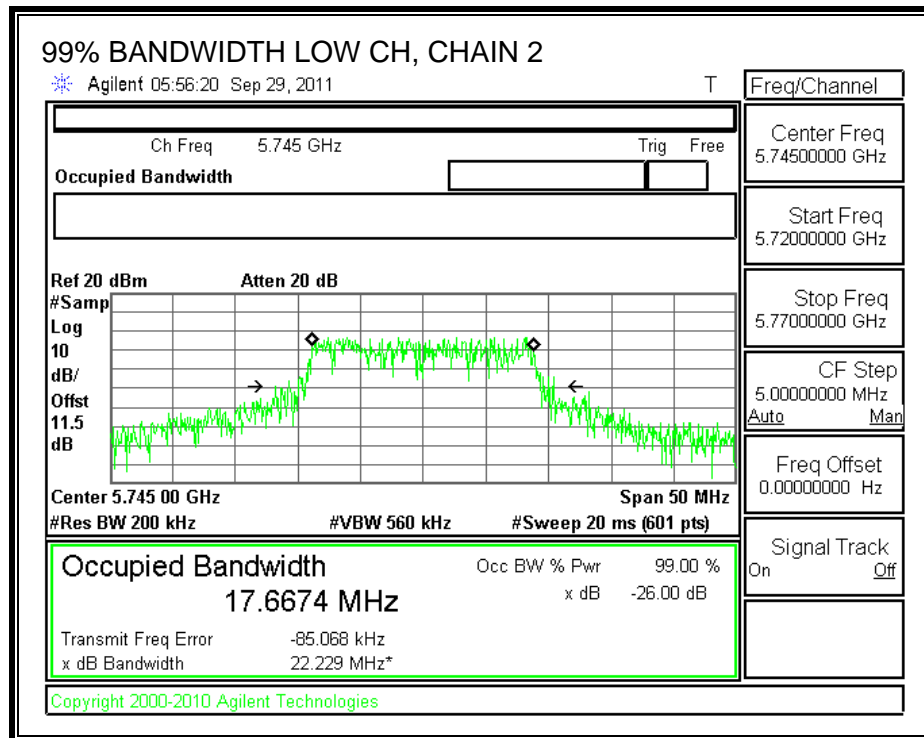 99% BANDWIDTH LOW CH, CHAIN 2
Agilent 05:56:20 Sep 29, 2011 T
Freq/Channel
Ch Freq 5.745 GHz Trig Free
Occupied Bandwidth
Center Freq
5.74500000 GHz
Start Freq
5.72000000 GHz
Stop Freq
5.77000000 GHz
CF Step
5.00000000 MHz
Auto Man
Freq Offset
0.00000000 Hz
Signal Track
On Off
Ref 20 dBm Atten 20 dB
#Samp
Log
10
dB/
Offst
11.5
dB
Center 5.745 00 GHz Span 50 MHz
#Res BW 200 kHz #VBW 560 kHz #Sweep 20 ms (601 pts)
Occupied Bandwidth
17.6674 MHz
Occ BW % Pwr 99.00 %
x dB -26.00 dB
Transmit Freq Error -85.068 kHz
x dB Bandwidth 22.229 MHz*
Copyright 2000-2010 Agilent Technologies